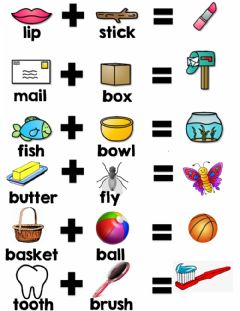 lip + stick =
mail + box =
fish + bowl =
butter + fly =
basket + ball =
tooth + brush =